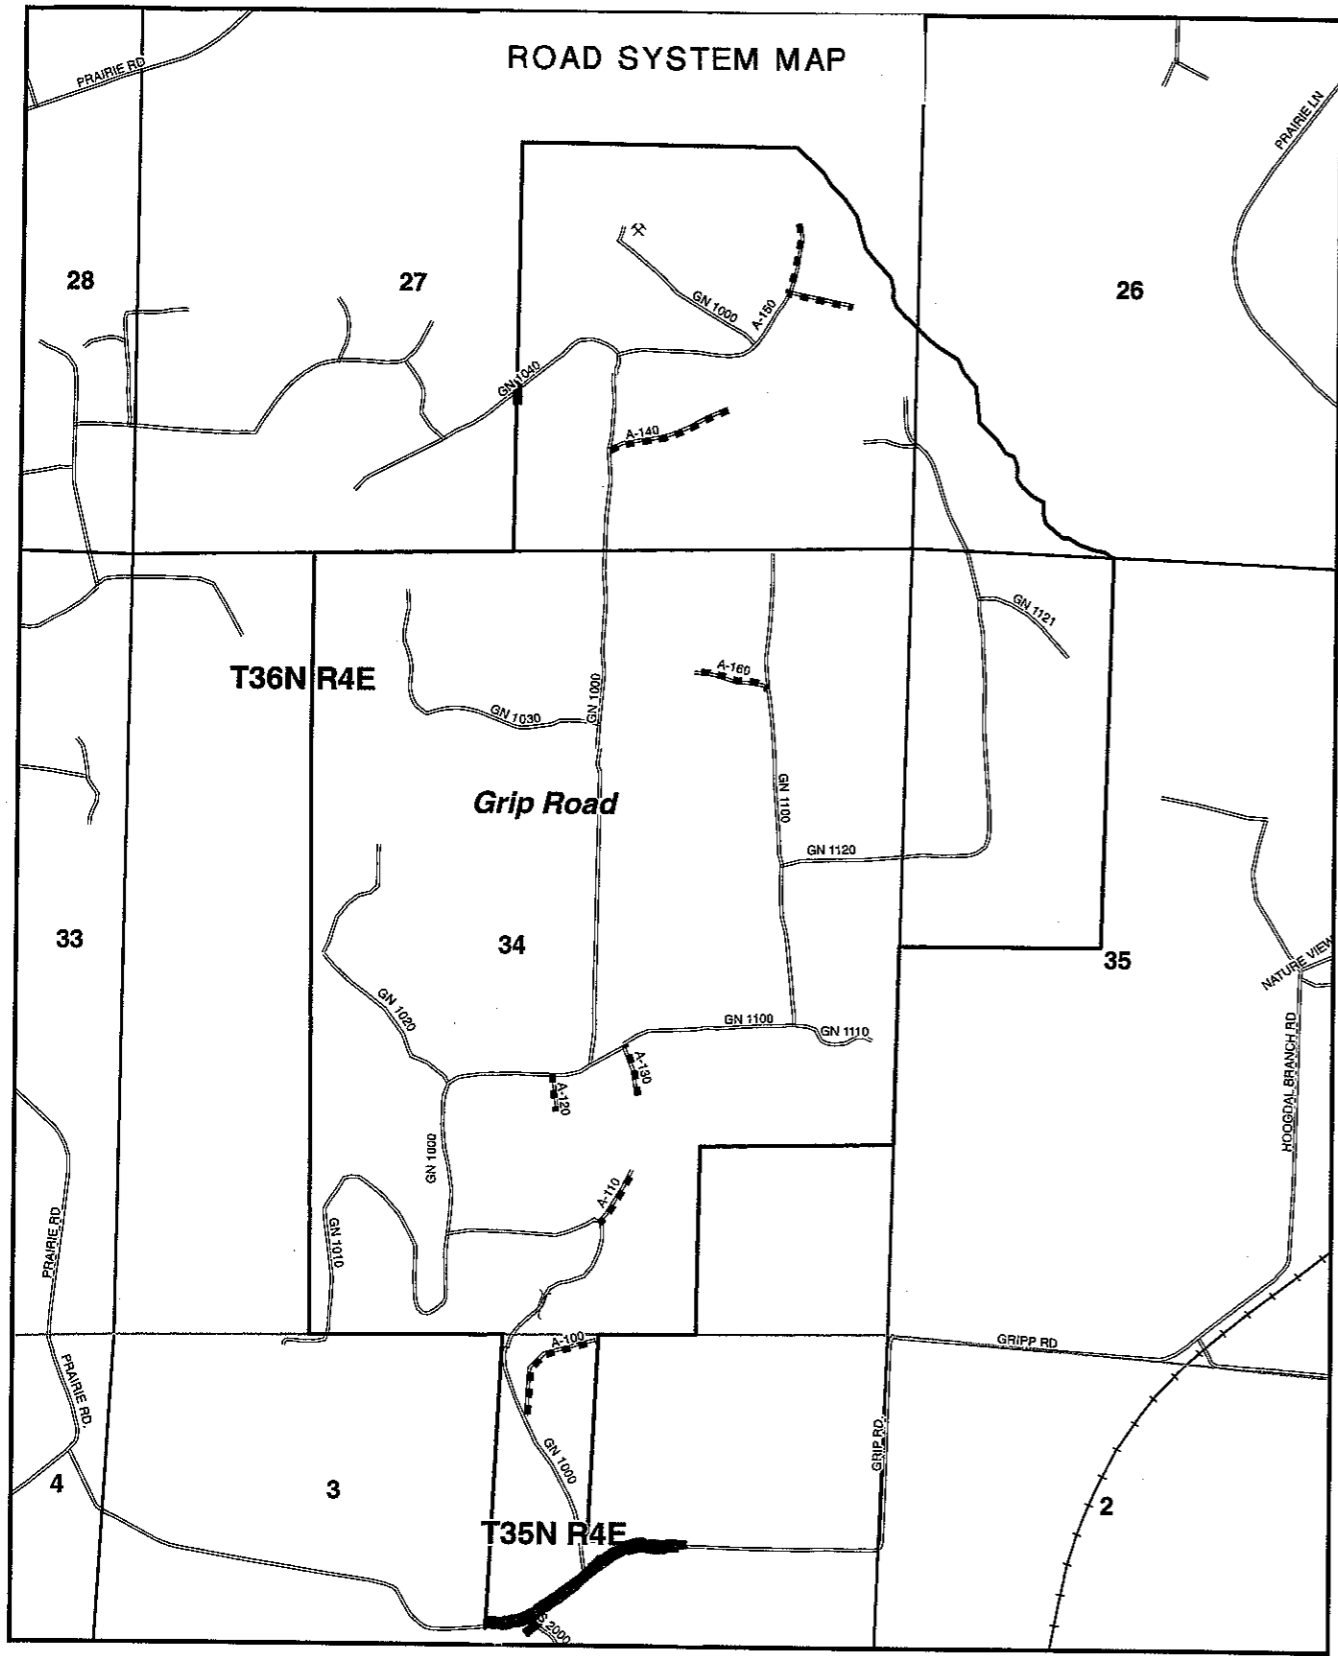 ROAD SYSTEM MAP
PRAIRIE RD
PRAIRIE LN
28
27
26
GN 1000
A-150
GN 1040
A-140
GN 1121
T36N R4E
A-160
GN 1030
GN 1000
Grip Road
GN 1100
GN 1120
33
34
35
NATURE VIEW
GN 1020
GN 1100
GN 1110
HOOGDAL BRANCH RD
A-130
A-120
GN 1000
A-110
PRAIRIE RD
GN 1010
A-100
GRIPP RD
PRAIRIE RD.
GRIP RD.
GN 1000
4
3
2
T35N R4E
S 2000